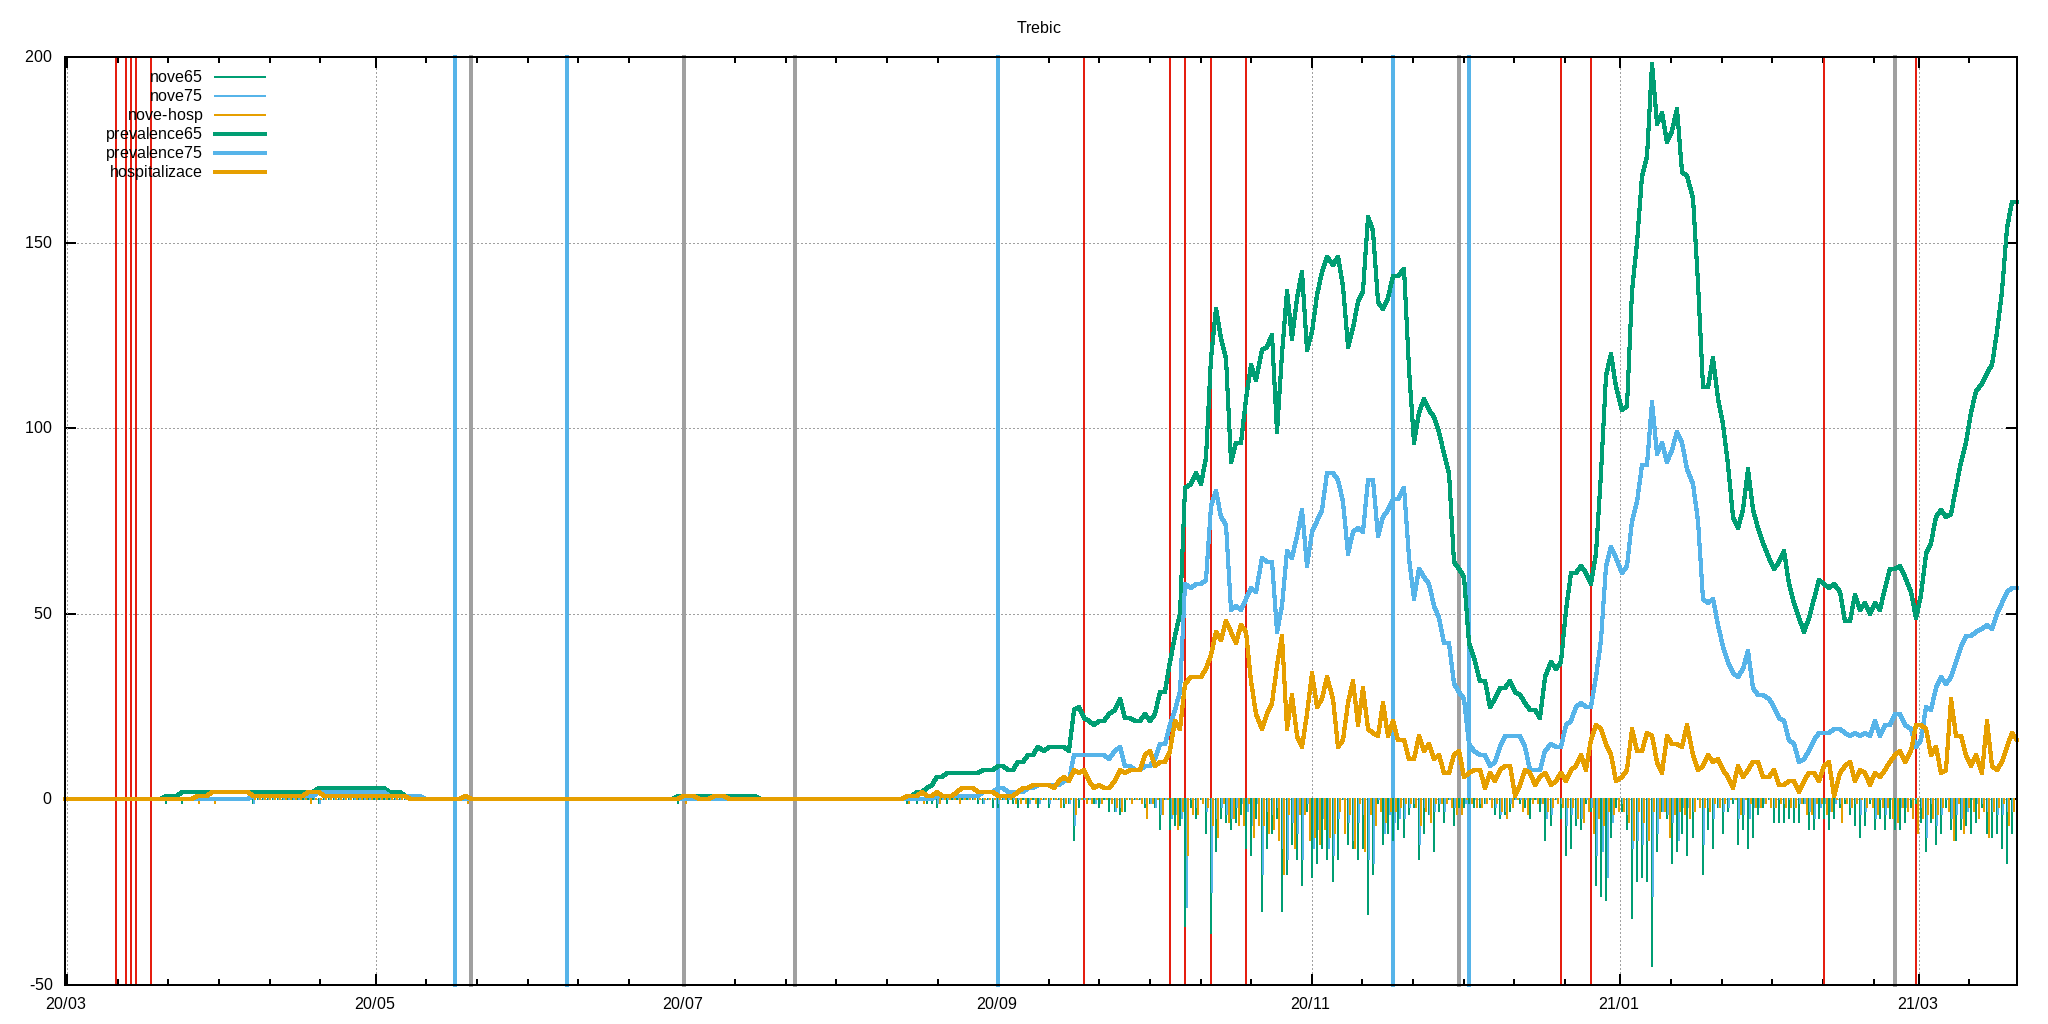 Trebic
200
nove65
nove75
nove-hosp
prevalence65
prevalence75
hospitalizace
150
100
50
0
-50
20/03 20/05 20/07 20/09 20/11 21/01 21/03